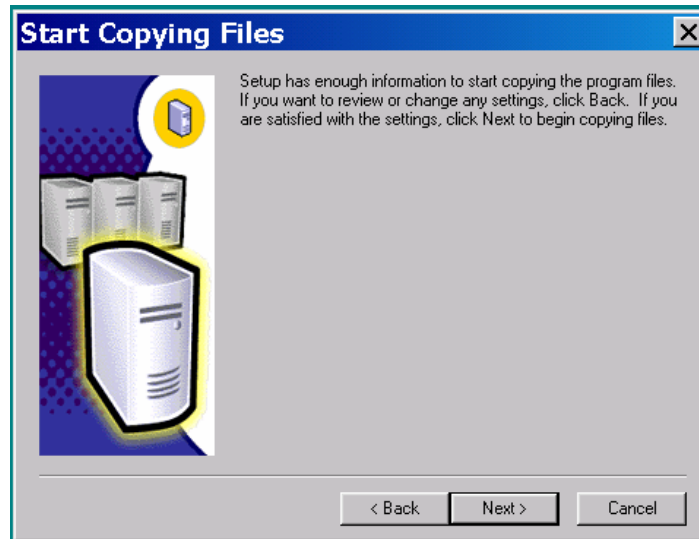 Start Copying Files
Setup has enough information to start copying the program files.
If you want to review or change any settings, click Back.  If you
are satisfied with the settings, click Next to begin copying files.
< Back
Next >
Cancel